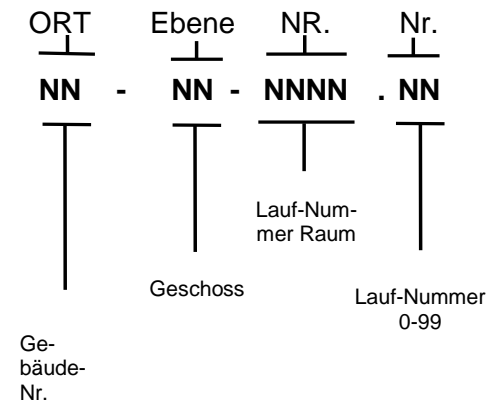 ORT Ebene NR. Nr.
NN - NN - NNNN . NN
Lauf-Num-
mer Raum
Geschoss
Lauf-Nummer
0-99
Ge-
bäude-
Nr.